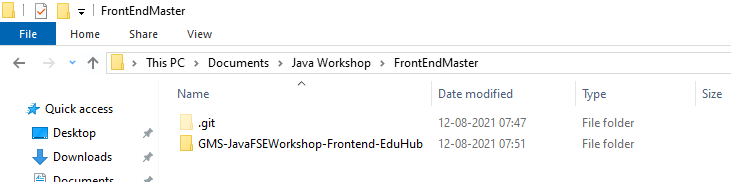 FrontEndMaster
File Home Share View
This PC Documents Java Workshop FrontEndMaster
Name Date modified Type Size
Quick access
.git 12-08-2021 07:47 File folder
Desktop
GMS-JavaFSEWorkshop-Frontend-EduHub 12-08-2021 07:51 File folder
Downloads
Documents